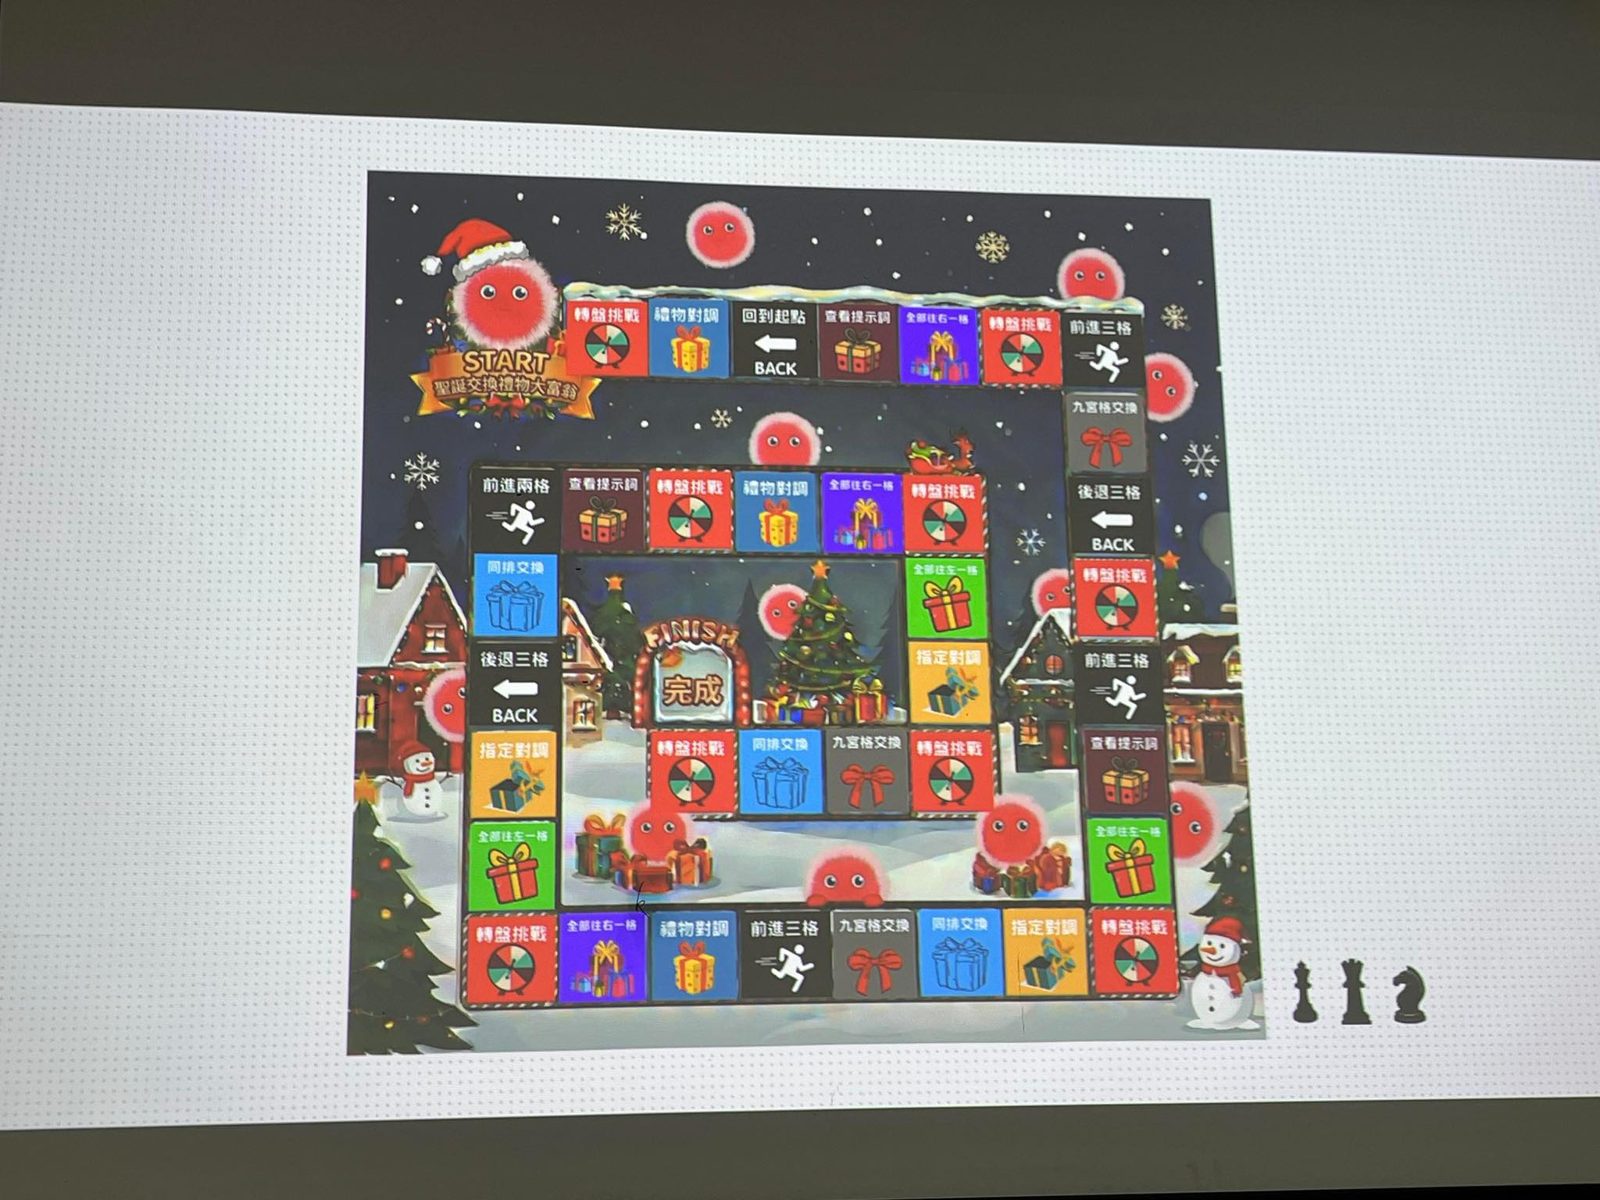 START
聖誕交換禮物大富翁
轉盤挑戰
禮物對調
回到起點
BACK
查看提示詞
全部往右一格
轉盤挑戰
前進三格
九宮格交換
後退三格
BACK
轉盤挑戰
前進三格
查看提示詞
全部往左一格
轉盤挑戰
指定對調
同排交換
九宮格交換
前進三格
禮物對調
全部往右一格
轉盤挑戰
全部往左一格
指定對調
後退三格
BACK
同排交換
前進兩格
查看提示詞
轉盤挑戰
禮物對調
全部往右一格
轉盤挑戰
全部往左一格
指定對調
轉盤挑戰
九宮格交換
同排交換
轉盤挑戰
FINISH
完成